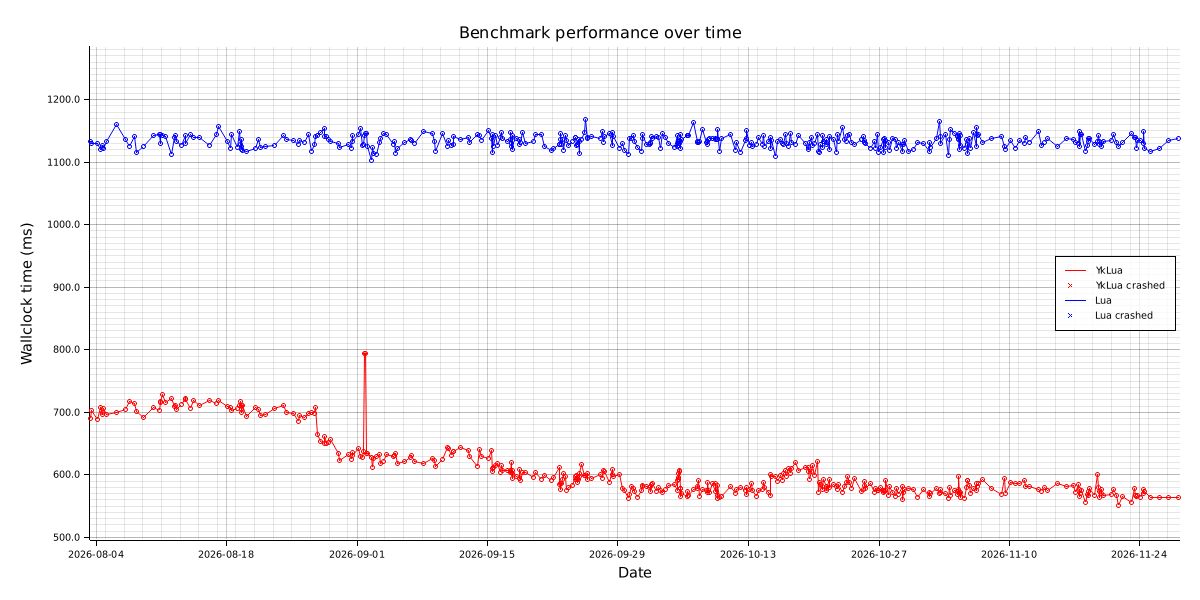 Benchmark performance over time
Wallclock time (ms)
1200.0
1100.0
1000.0
900.0
800.0
700.0
600.0
500.0
YkLua
YkLua crashed
Lua
Lua crashed
2026-08-04
2026-08-18
2026-09-01
2026-09-15
2026-09-29
2026-10-13
2026-10-27
2026-11-10
2026-11-24
Date